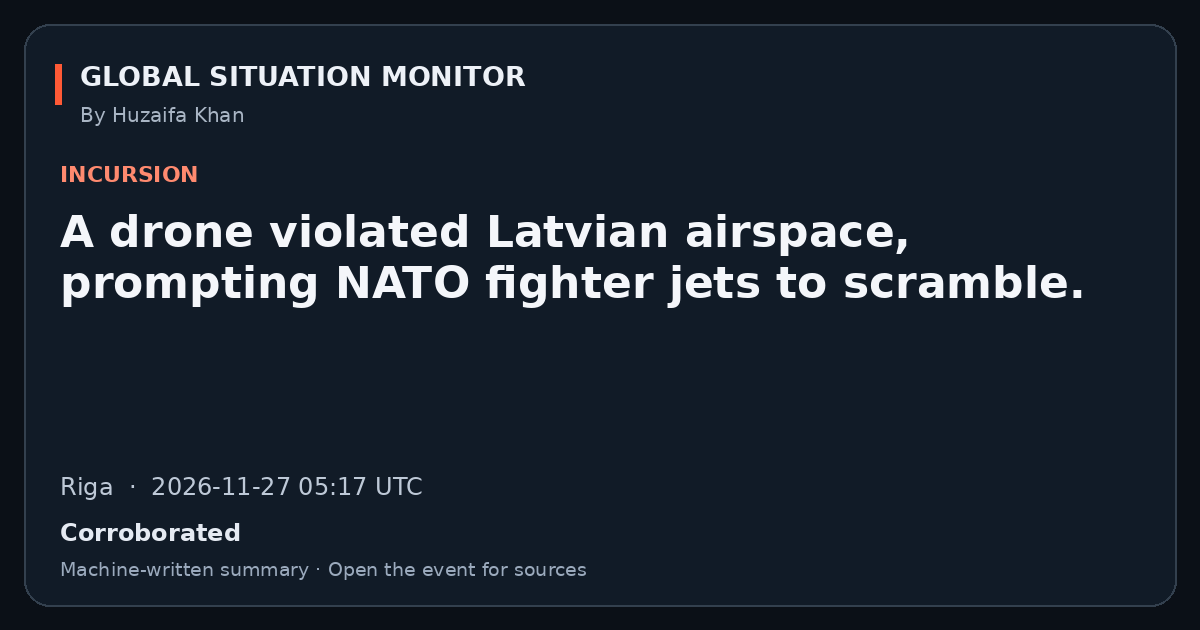 GLOBAL SITUATION MONITOR
By Huzaifa Khan
INCURSION
A drone violated Latvian airspace,
prompting NATO fighter jets to scramble.
Riga · 2026-11-27 05:17 UTC
Corroborated
Machine-written summary · Open the event for sources